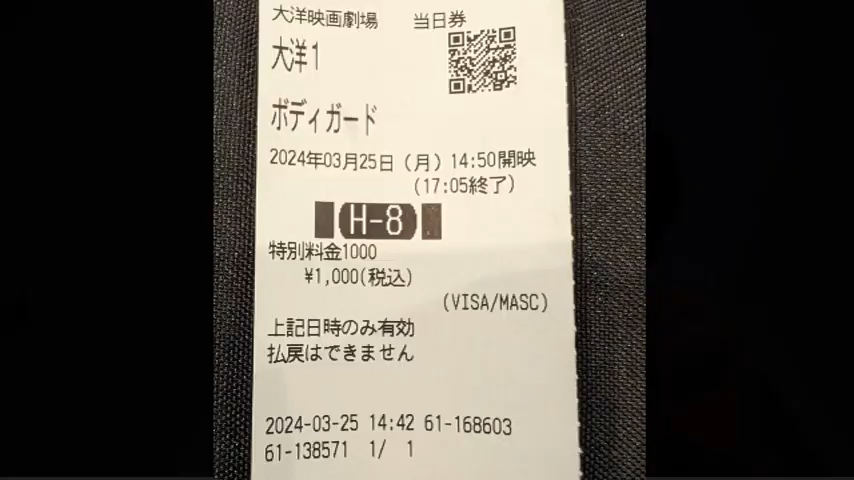 大洋映画劇場 当日券
大洋1
ボディガード
2024年03月25日(月)14:50開映
(17:05終了)
H-8
特別料金1000
¥1,000(税込)
(VISA/MASC)
上記日時のみ有効
払戻はできません
2024-03-25 14:42 61-168603
61-138571 1/ 1